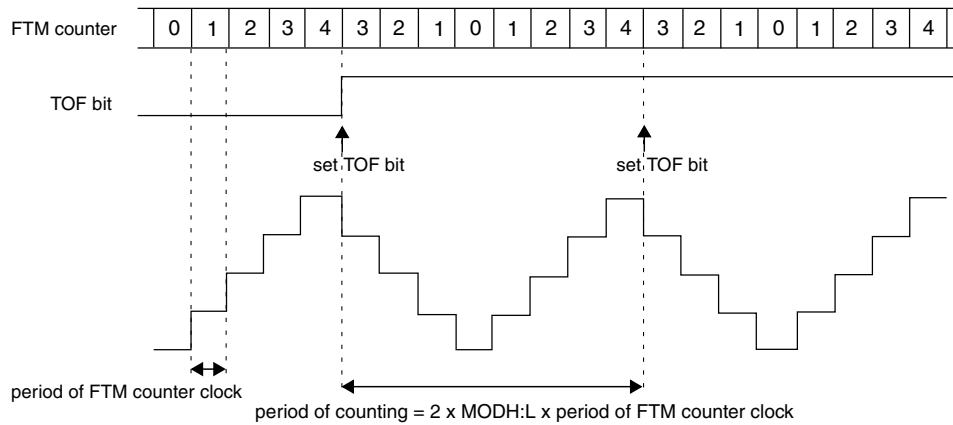 FTM counter 0 1 2 3 4 3 2 1 0 1 2 3 4 3 2 1 0 1 2 3 4
TOF bit
set TOF bit set TOF bit
period of FTM counter clock
period of counting = 2 x MODH:L x period of FTM counter clock